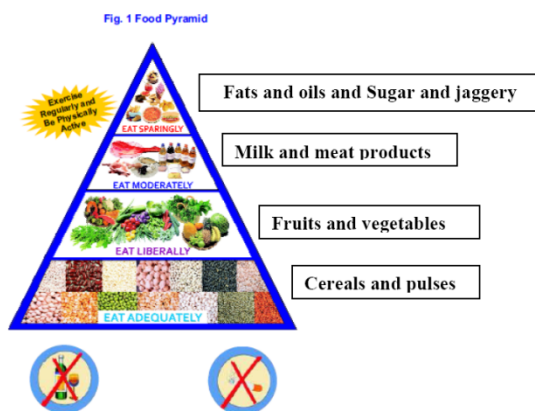 Fig. 1 Food Pyramid
Exercise
Regularly and
Be Physically
Active
Fats and oils and Sugar and jaggery
EAT SPARINGLY
Milk and meat products
EAT MODERATELY
Fruits and vegetables
EAT LIBERALLY
Cereals and pulses
EAT ADEQUATELY